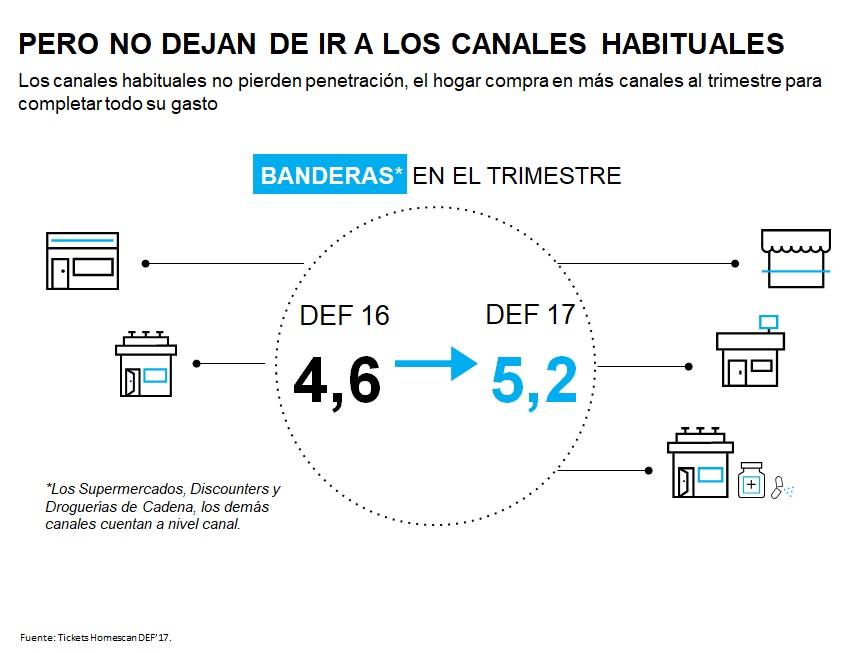 PERO NO DEJAN DE IR A LOS CANALES HABITUALES
Los canales habituales no pierden penetración, el hogar compra en más canales al trimestre para
completar todo su gasto
BANDERAS* EN EL TRIMESTRE
DEF 16
4,6
DEF 17
5,2
*Los Supermercados, Discounters y
Droguerias de Cadena, los demás
canales cuentan a nivel canal.
Fuente: Tickets Homescan DEF'17.